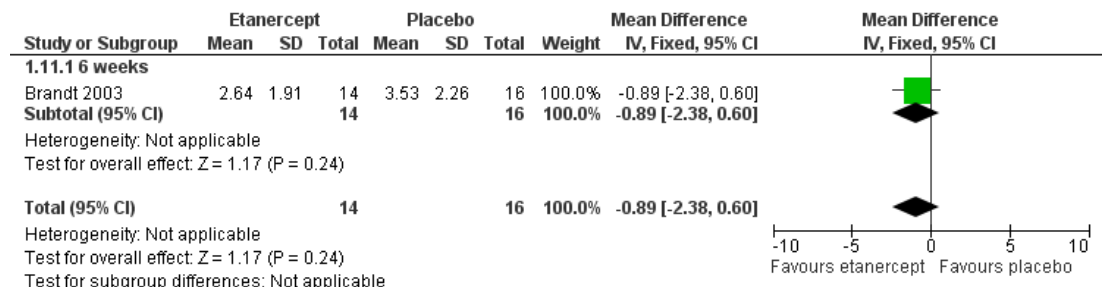 Etanercept Placebo Mean Difference Mean Difference
Study or Subgroup Mean SD Total Mean SD Total Weight IV, Fixed, 95% CI IV, Fixed, 95% CI
1.11.1 6 weeks
Brandt 2003 2.64 1.91 14 3.53 2.26 16 100.0% -0.89 [-2.38, 0.60]
Subtotal (95% CI) 14 16 100.0% -0.89 [-2.38, 0.60]
Heterogeneity: Not applicable
Test for overall effect: Z = 1.17 (P = 0.24)
Total (95% CI) 14 16 100.0% -0.89 [-2.38, 0.60]
Heterogeneity: Not applicable
Test for overall effect: Z = 1.17 (P = 0.24)
Test for subgroup differences: Not applicable
-10 -5 0 5 10
Favours etanercept Favours placebo